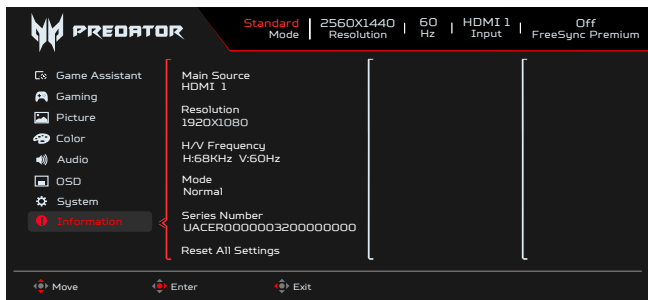 PREDATOR
Standard Mode
2560X1440 Resolution
60 Hz
HDMI 1 Input
Off FreeSync Premium
Game Assistant
Gaming
Picture
Color
Audio
OSD
System
Information
Main Source
HDMI 1
Resolution
1920X1080
H/V Frequency
H:68KHz V:60Hz
Mode
Normal
Series Number
UACER0000003200000000
Reset All Settings
Move
Enter
Exit